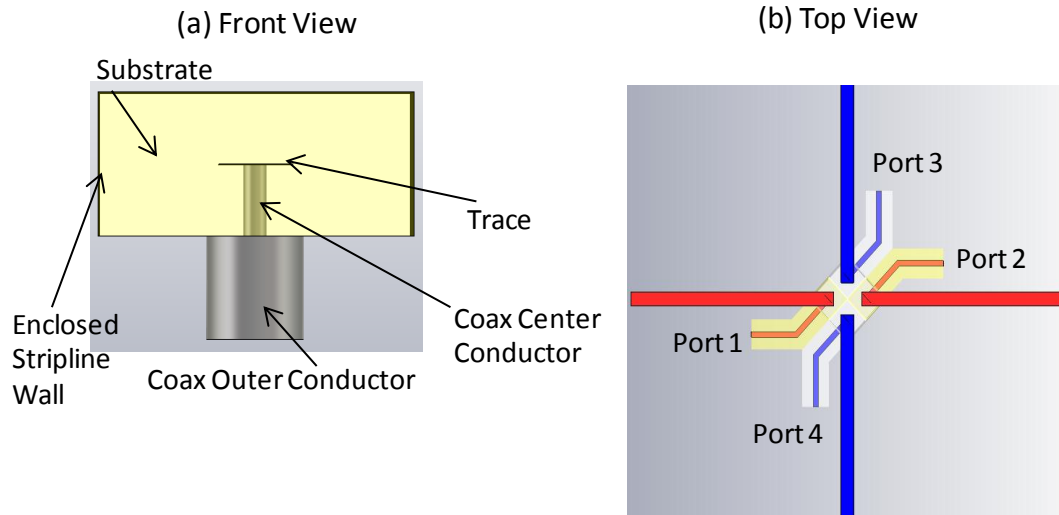 (a) Front View
Substrate
Trace
Enclosed
Stripline
Wall
Coax Outer Conductor
Coax Center
Conductor
(b) Top View
Port 3
Port 2
Port 1
Port 4